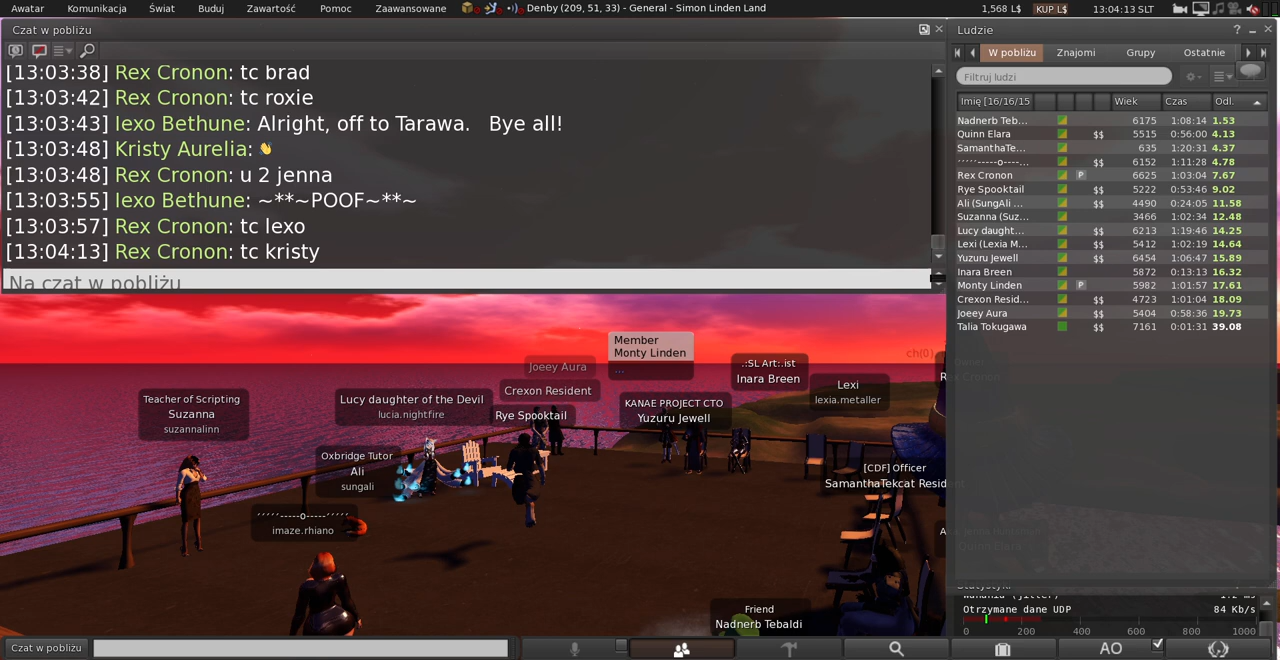 Awatar Komunikacja Świat Buduj Zawartość Pomoc Zaawansowane Denby (209, 51, 33) - General - Simon Linden Land 1,568 L$ KUP L$ 13:04:13 SLT
Czat w pobliżu
[13:03:38] Rex Cronon: tc brad
[13:03:42] Rex Cronon: tc roxie
[13:03:43] Iexo Bethune: Alright, off to Tarawa. Bye all!
[13:03:48] Kristy Aurelia: 👋
[13:03:48] Rex Cronon: u 2 jenna
[13:03:55] Iexo Bethune: ~**~POOF~**~
[13:03:57] Rex Cronon: tc Iexo
[13:04:13] Rex Cronon: tc kristy
Na czat w pobliżu
Ludzie
W pobliżu Znajomi Grupy Ostatnie
Filtruj ludzi
Imię [16/16/15 Wiek Czas Odl.
Nadnerb Teb... 6175 1:08:14 1.53
Quinn Elara $$ 5515 0:56:00 4.13
SamanthaTe... 635 1:20:31 4.37
´´´´´-----o----... $$ 6152 1:11:28 4.78
Rex Cronon P 6625 1:03:04 7.67
Rye Spooktail $$ 5222 0:53:46 9.02
Ali (SungAli ... $$ 4490 0:24:05 11.58
Suzanna (Suz... 3466 1:02:34 12.48
Lucy daught... $$ 6213 1:19:46 14.25
Lexi (Lexia M... $$ 5412 1:02:19 14.64
Yuzuru Jewell $$ 6454 1:06:47 15.89
Inara Breen 5872 0:13:13 16.32
Monty Linden P 5982 1:01:57 17.61
Crexon Resid... $$ 4723 1:01:04 18.09
Joeey Aura $$ 5404 0:58:36 19.73
Talia Tokugawa $$ 7161 0:01:31 39.08
Member
Monty Linden
...
ch(0)
Joeey Aura
Crexon Resident
Rye Spooktail
.:SL Art:.ist
Inara Breen
Lexi
lexia.metaller
KANAE PROJECT CTO
Yuzuru Jewell
Lucy daughter of the Devil
lucia.nightfire
Teacher of Scripting
Suzanna
suzannalinn
Oxbridge Tutor
Ali
sungali
[CDF] Officer
SamanthaTekcat Resident
´´´´´-----o-----´´´´´
imaze.rhiano
Rex Cronon
Quinn Elara
Friend
Nadnerb Tebaldi
Statystyki
Wahania (jitter) 1.2 ms
Otrzymane dane UDP 84 Kb/s
0 200 400 600 800 1000
Czat w pobliżu AO